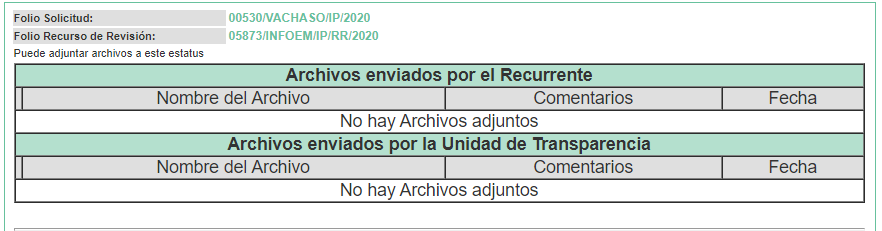 Folio Solicitud: 00530/VACHASO/IP/2020
Folio Recurso de Revisión: 05873/INFOEM/IP/RR/2020
Puede adjuntar archivos a este estatus
Archivos enviados por el Recurrente
Nombre del Archivo Comentarios Fecha
No hay Archivos adjuntos
Archivos enviados por la Unidad de Transparencia
Nombre del Archivo Comentarios Fecha
No hay Archivos adjuntos